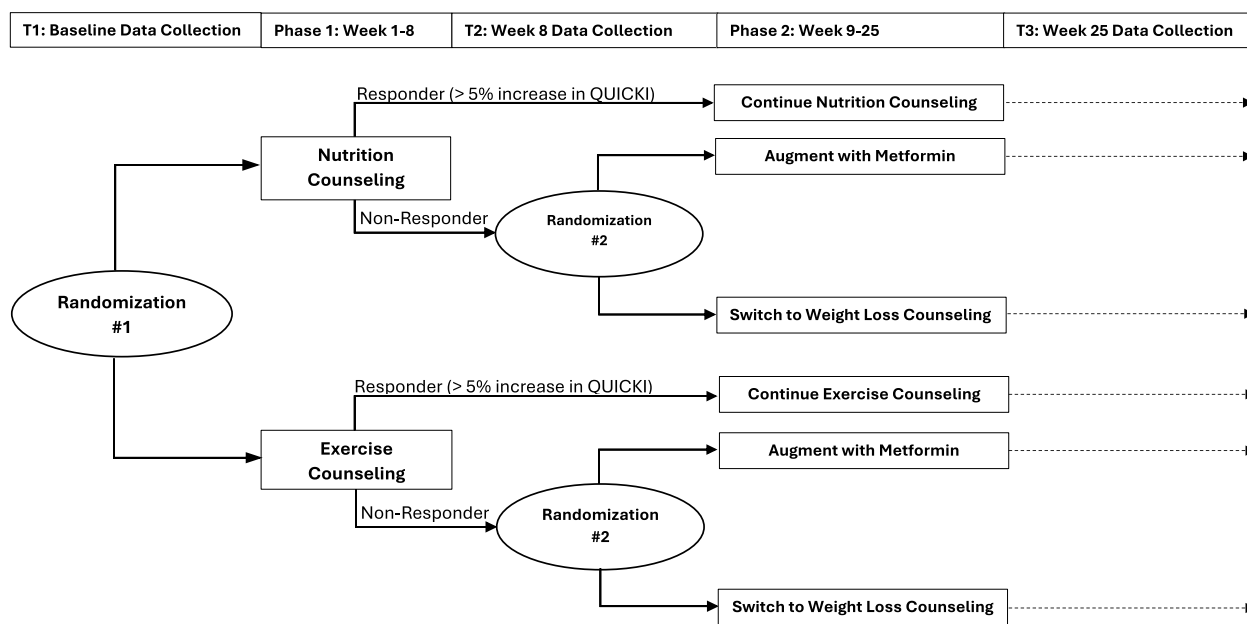 T1: Baseline Data Collection
Phase 1: Week 1-8
T2: Week 8 Data Collection
Phase 2: Week 9-25
T3: Week 25 Data Collection
Responder (> 5% increase in QUICKI)
Continue Nutrition Counseling
Nutrition
Counseling
Augment with Metformin
Non-Responder
Randomization
#2
Randomization
#1
Switch to Weight Loss Counseling
Responder (> 5% increase in QUICKI)
Continue Exercise Counseling
Exercise
Counseling
Augment with Metformin
Non-Responder
Randomization
#2
Switch to Weight Loss Counseling